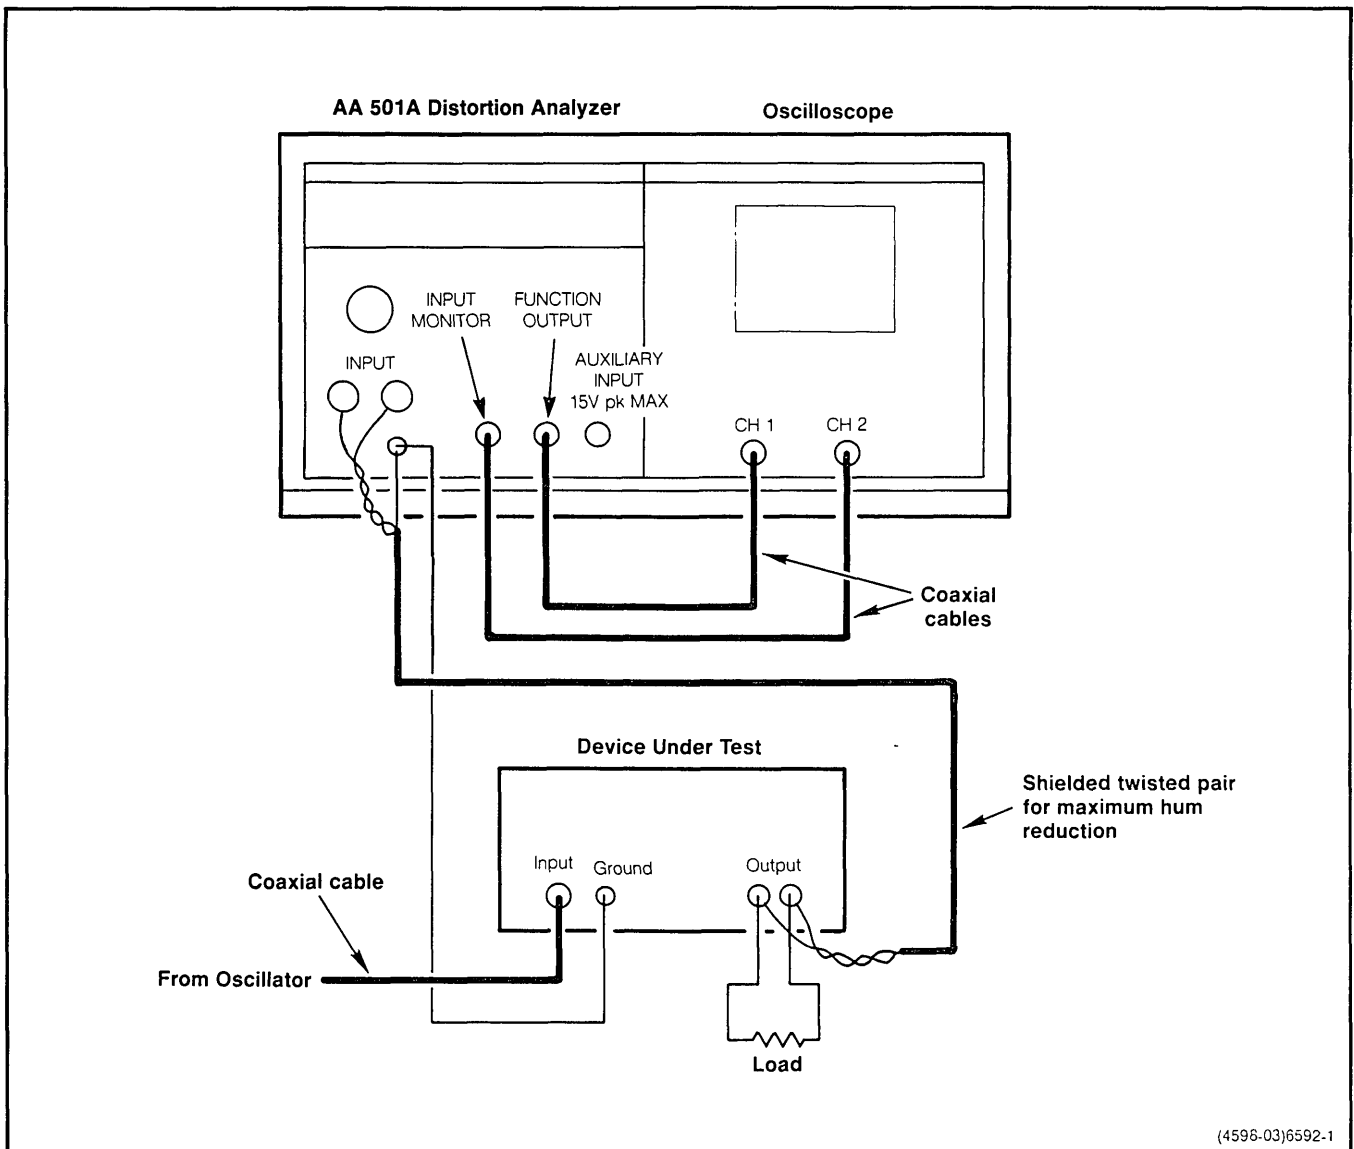 AA 501A Distortion Analyzer
Oscilloscope
INPUT
MONITOR
FUNCTION
OUTPUT
INPUT
AUXILIARY
INPUT
15V pk MAX
CH 1
CH 2
Coaxial
cables
Device Under Test
Shielded twisted pair
for maximum hum
reduction
Input
Ground
Output
Coaxial cable
From Oscillator
Load
(4598-03)6592-1